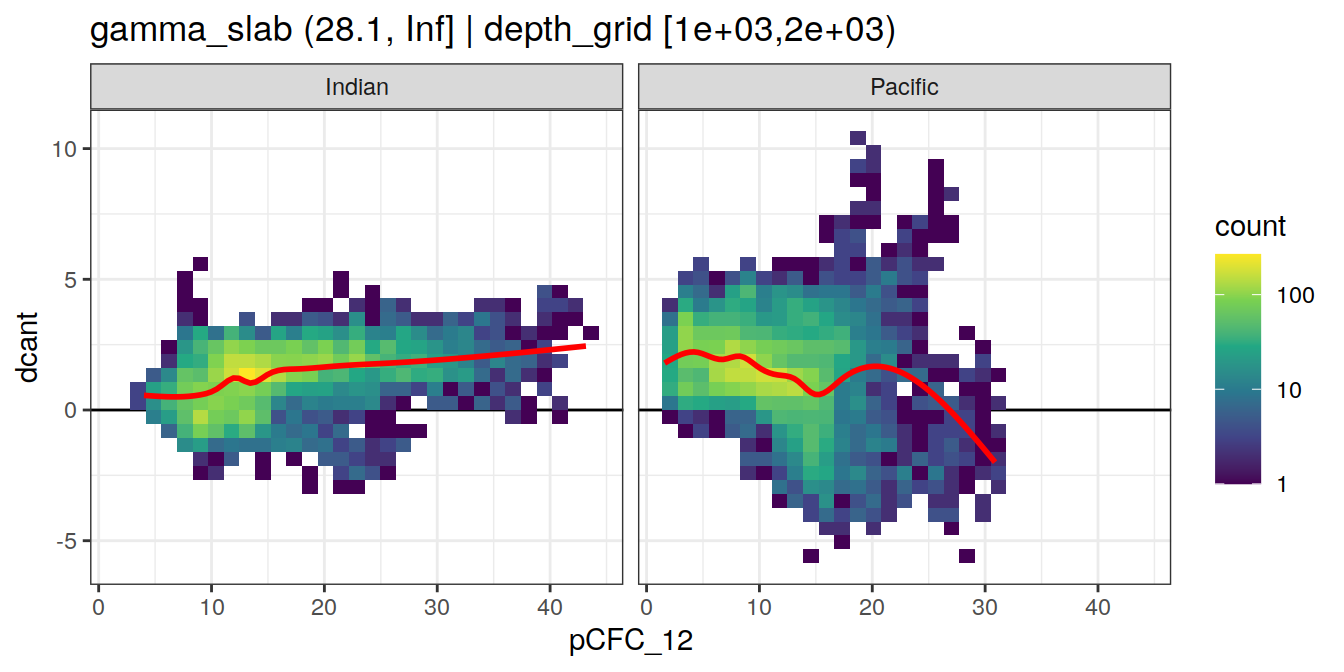 gamma_slab (28.1, Inf] | depth_grid [1e+03,2e+03)
Indian
Pacific
dcant
10
5
0
-5
0 10 20 30 40
0 10 20 30 40
pCFC_12
count
100
10
1